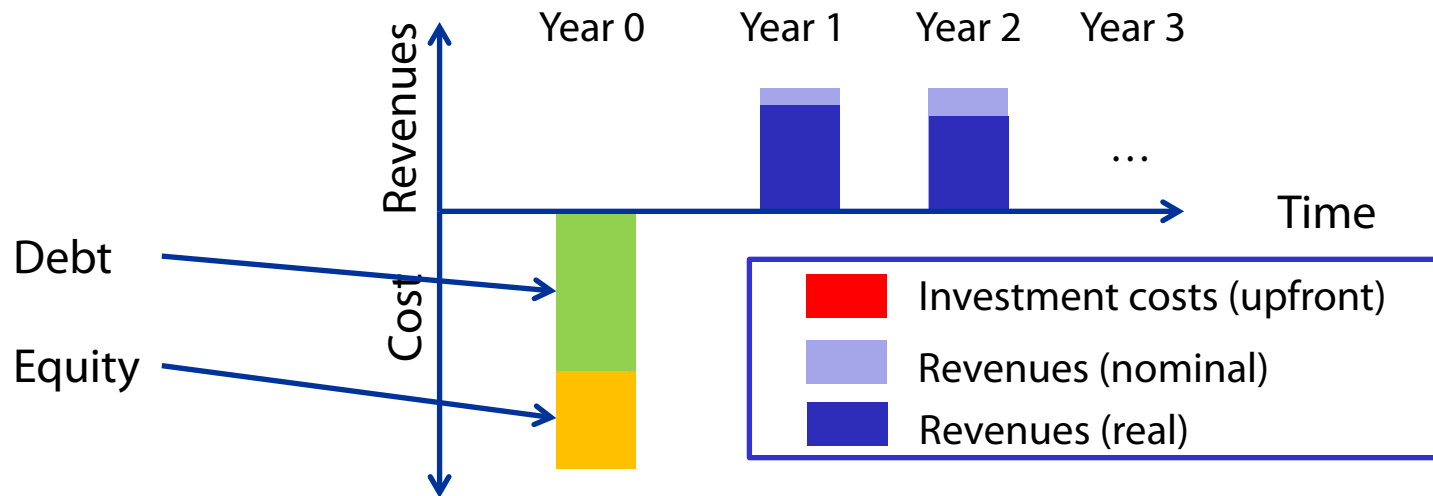 Year 0
Year 1
Year 2
Year 3
Revenues
…
Time
Debt
Cost
Equity
Investment costs (upfront)
Revenues (nominal)
Revenues (real)